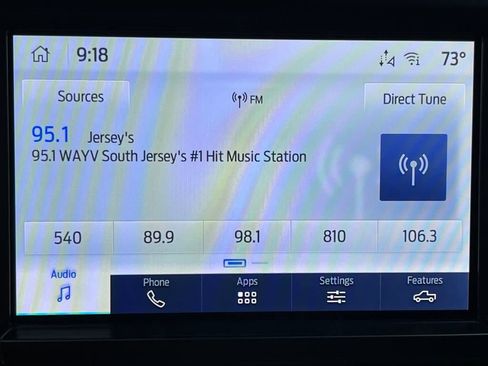 9:18
73°
Sources
FM
Direct Tune
95.1 Jersey's
95.1 WAYV South Jersey's #1 Hit Music Station
540 89.9 98.1 810 106.3
Audio Phone Apps Settings Features